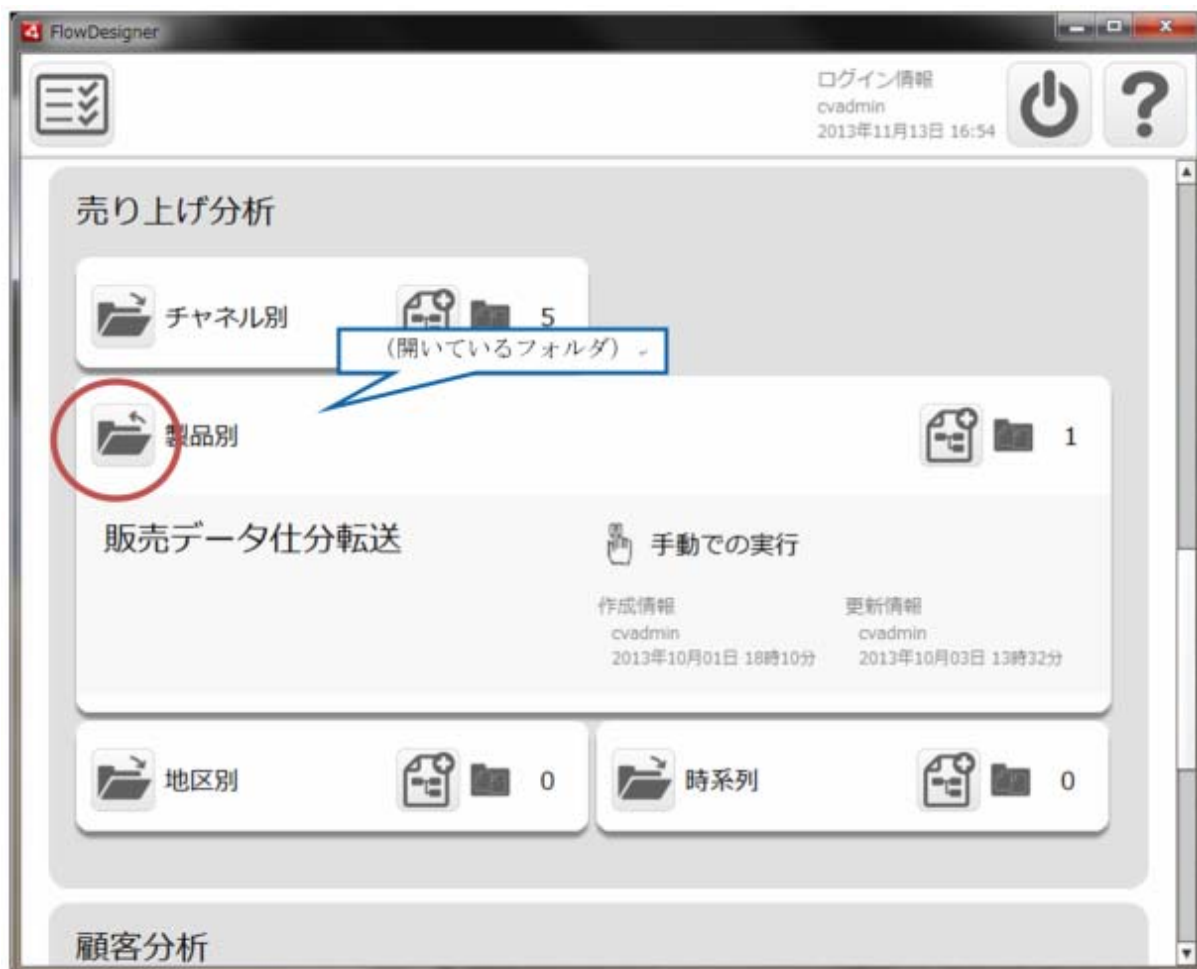 FlowDesigner
ログイン情報
cvadmin
2013年11月13日 16:54
売り上げ分析
チャネル別 5
(開いているフォルダ)
製品別 1
販売データ仕分転送
手動での実行
作成情報 更新情報
cvadmin cvadmin
2013年10月01日 18時10分 2013年10月03日 13時32分
地区別 0 時系列 0
顧客分析